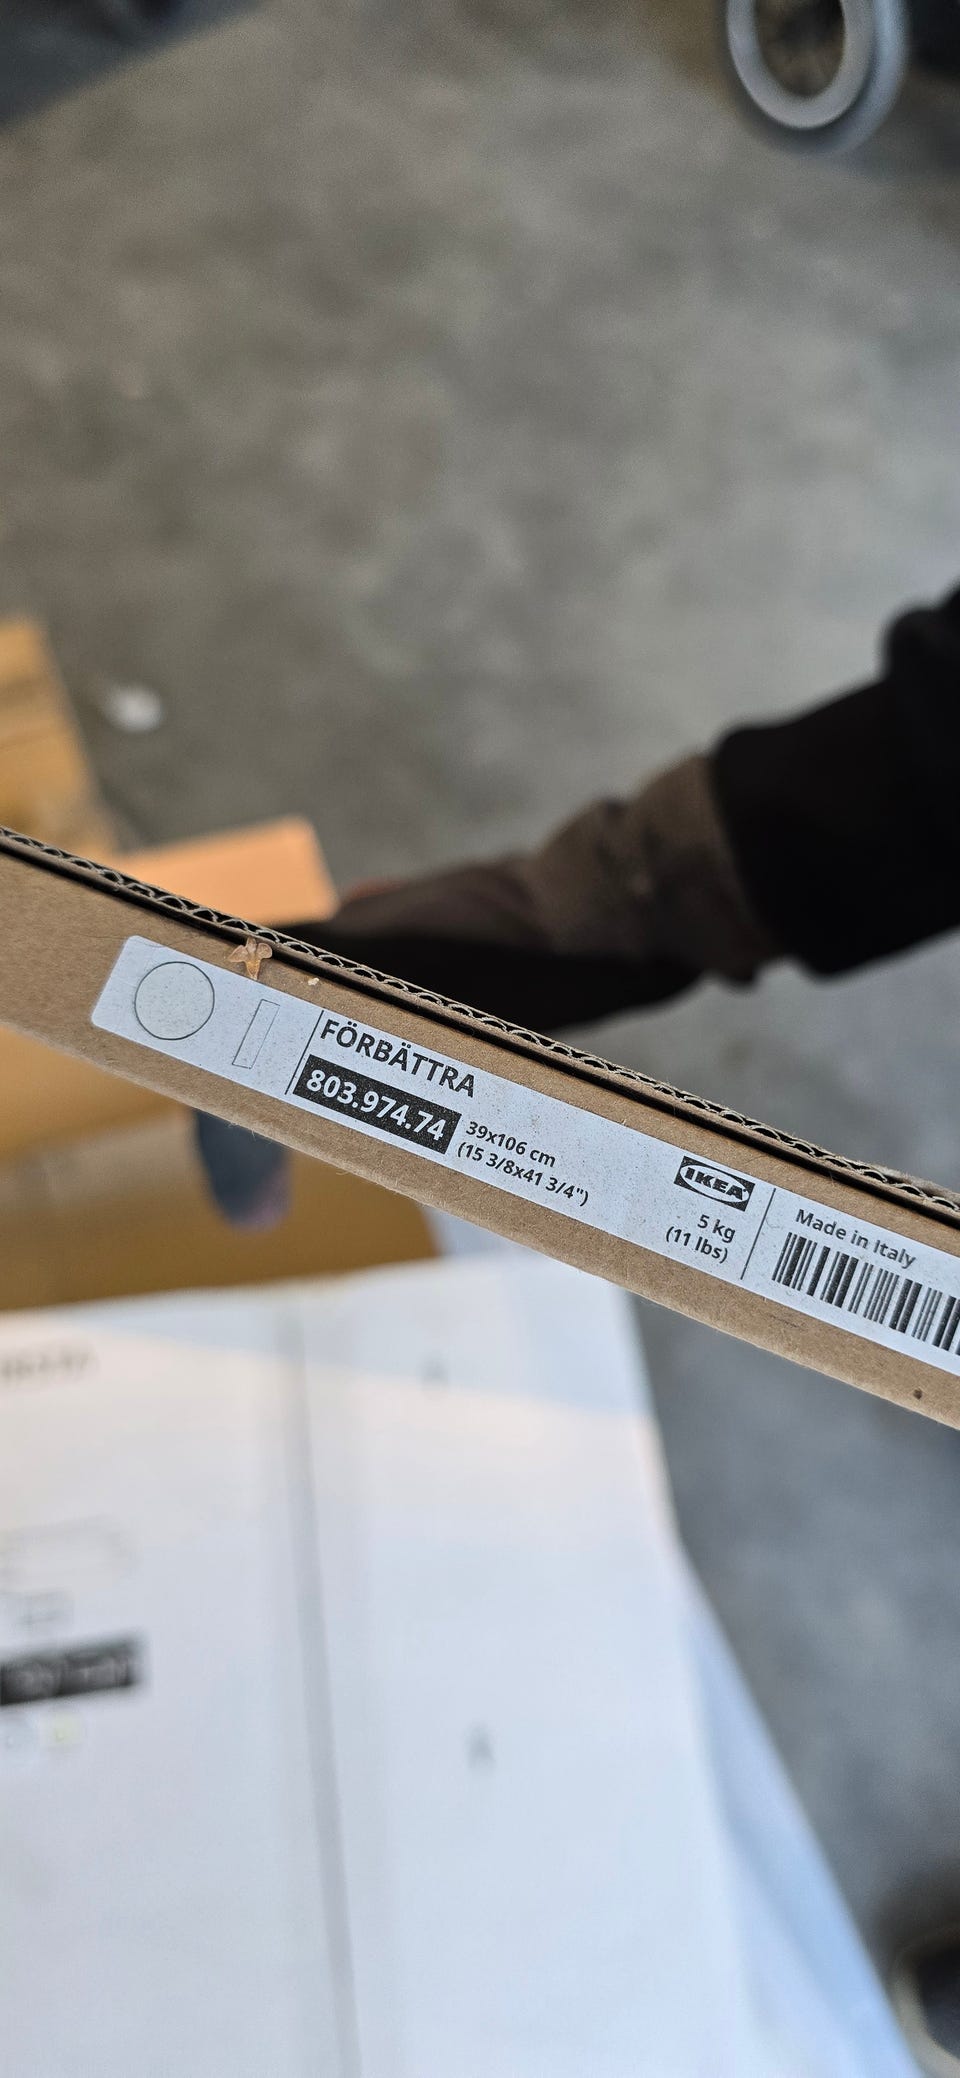 FÖRBÄTTRA
803.974.74
39x106 cm
(15 3/8x41 3/4")
IKEA
5 kg
(11 lbs)
Made in Italy